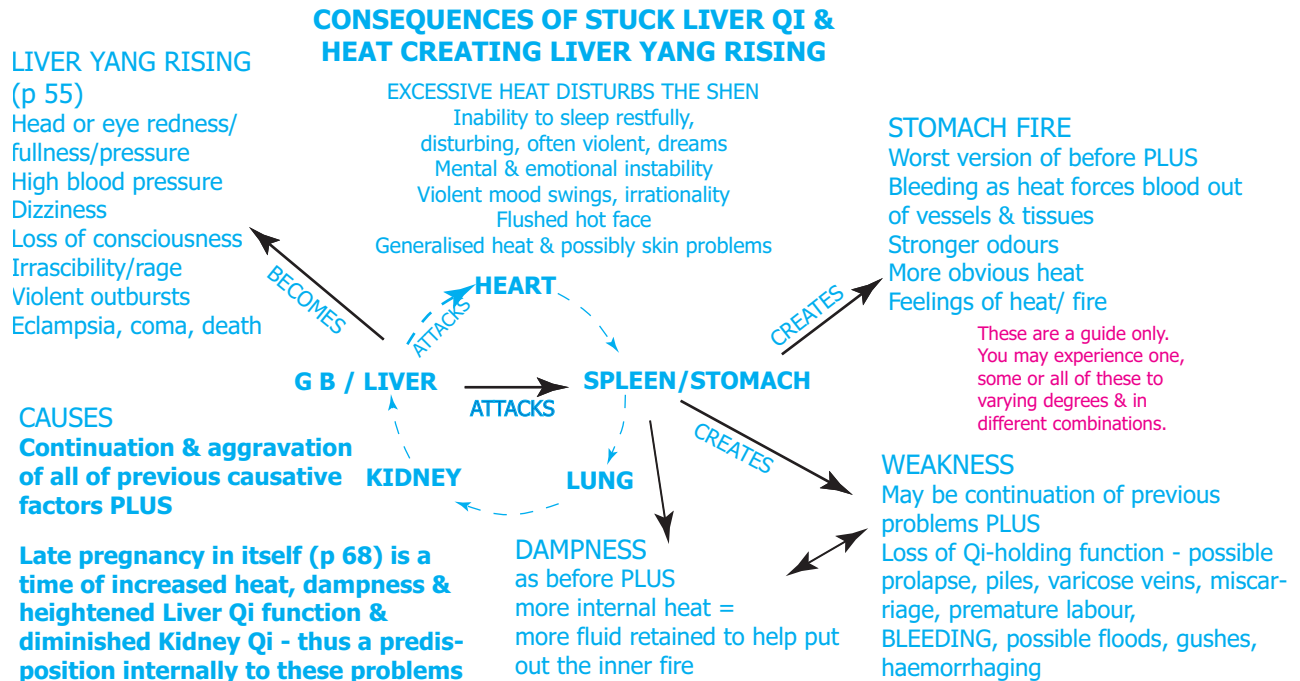 CONSEQUENCES OF STUCK LIVER QI &
HEAT CREATING LIVER YANG RISING
LIVER YANG RISING
(p 55)
Head or eye redness/
fullness/pressure
High blood pressure
Dizziness
Loss of consciousness
Irrascibility/rage
Violent outbursts
Eclampsia, coma, death
EXCESSIVE HEAT DISTURBS THE SHEN
Inability to sleep restfully,
disturbing, often violent, dreams
Mental & emotional instability
Violent mood swings, irrationality
Flushed hot face
Generalised heat & possibly skin problems
STOMACH FIRE
Worst version of before PLUS
Bleeding as heat forces blood out
of vessels & tissues
Stronger odours
More obvious heat
Feelings of heat/ fire
These are a guide only.
You may experience one,
some or all of these to
varying degrees & in
different combinations.
BECOMES
ATTACKS
HEART
CREATES
G B / LIVER
ATTACKS
SPLEEN/STOMACH
CREATES
KIDNEY
LUNG
CAUSES
Continuation & aggravation
of all of previous causative
factors PLUS
Late pregnancy in itself (p 68) is a
time of increased heat, dampness &
heightened Liver Qi function &
diminished Kidney Qi - thus a predis-
position internally to these problems
DAMPNESS
as before PLUS
more internal heat =
more fluid retained to help put
out the inner fire
WEAKNESS
May be continuation of previous
problems PLUS
Loss of Qi-holding function - possible
prolapse, piles, varicose veins, miscar-
riage, premature labour,
BLEEDING, possible floods, gushes,
haemorrhaging